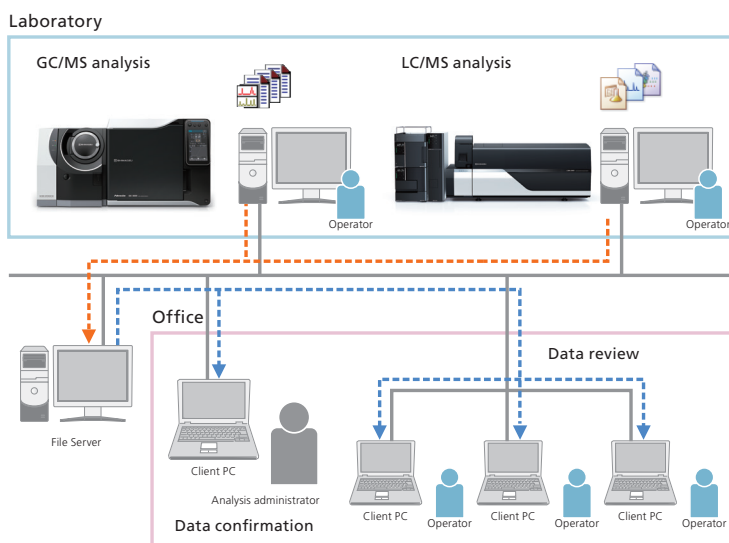 Laboratory
GC/MS analysis
LC/MS analysis
Operator
Operator
Office
Data review
File Server
Client PC
Analysis administrator
Data confirmation
Client PC
Operator
Client PC
Operator
Client PC
Operator